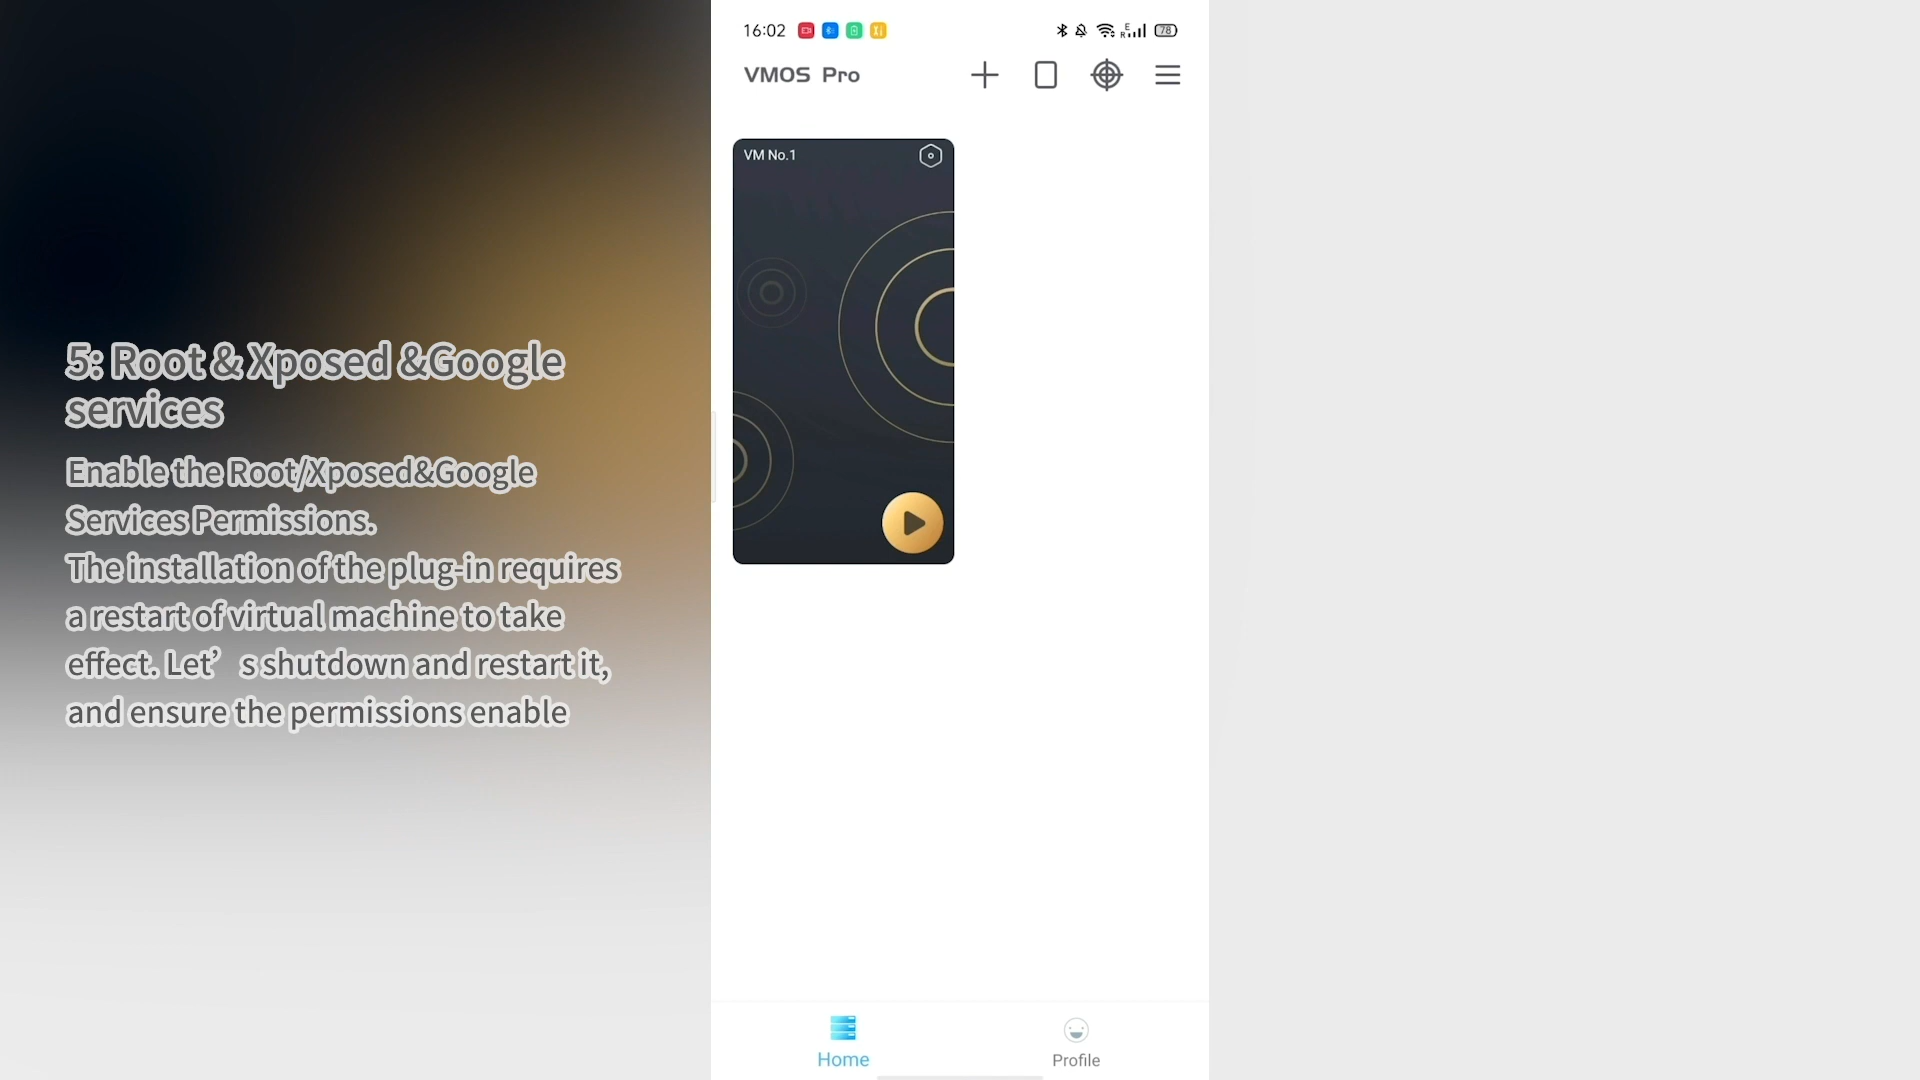 5: Root & Xposed &Google
services
Enable the Root/Xposed&Google
Services Permissions.
The installation of the plug-in requires
a restart of virtual machine to take
effect. Let’s shutdown and restart it,
and ensure the permissions enable
16:02
78
VMOS Pro
VM No.1
Home
Profile